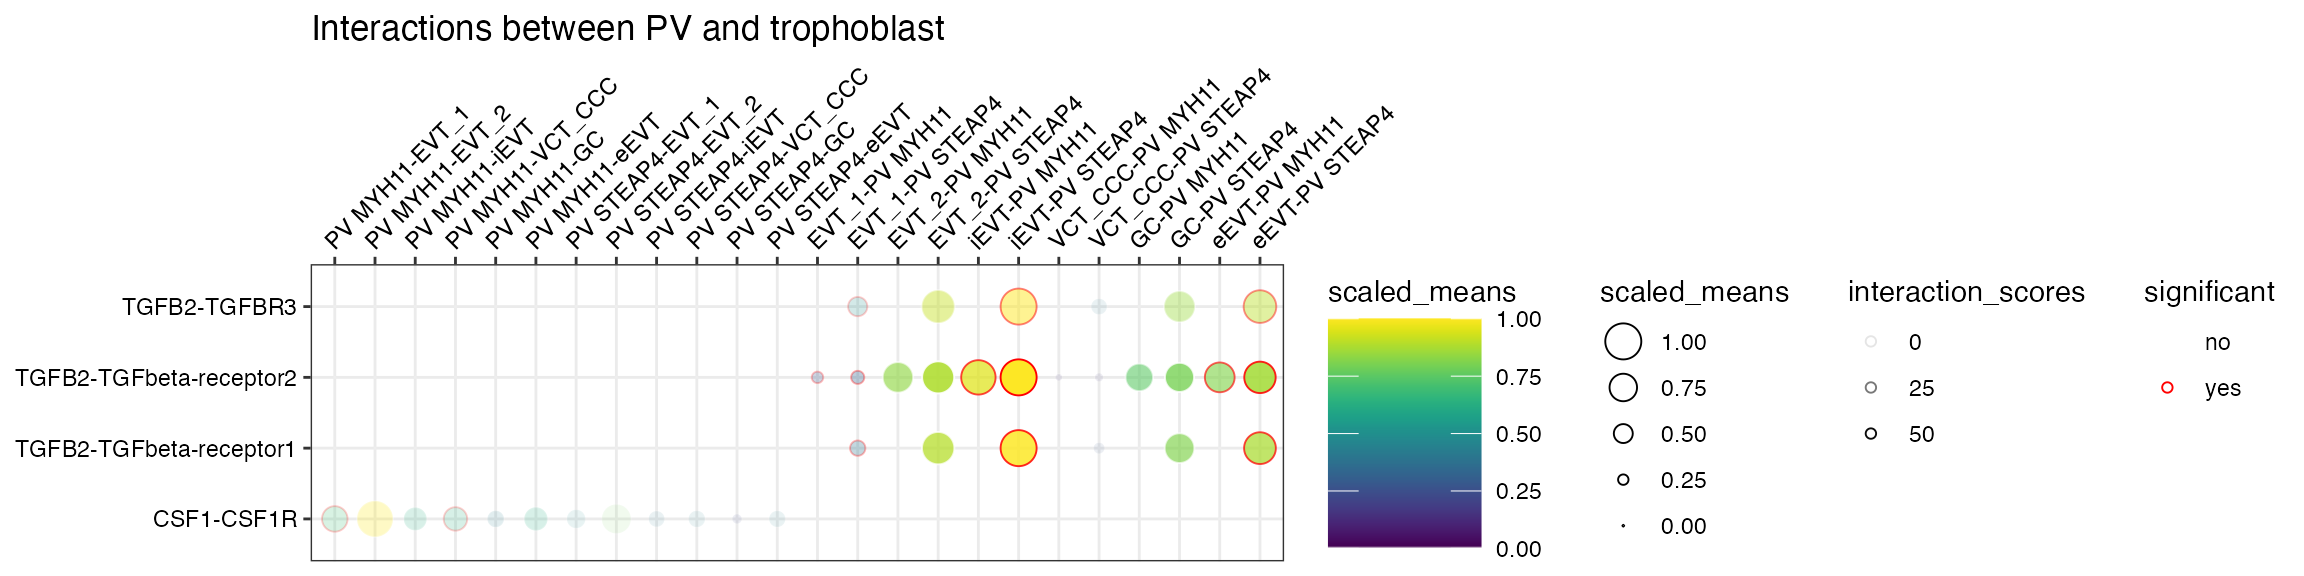 Interactions between PV and trophoblast
PV MYH11-EVT_1
PV MYH11-EVT_2
PV MYH11-iEVT
PV MYH11-VCT_CCC
PV MYH11-GC
PV MYH11-eEVT
PV STEAP4-EVT_1
PV STEAP4-EVT_2
PV STEAP4-iEVT
PV STEAP4-VCT_CCC
PV STEAP4-GC
PV STEAP4-eEVT
EVT_1-PV MYH11
EVT_1-PV STEAP4
EVT_2-PV MYH11
EVT_2-PV STEAP4
iEVT-PV MYH11
iEVT-PV STEAP4
VCT_CCC-PV MYH11
VCT_CCC-PV STEAP4
GC-PV MYH11
GC-PV STEAP4
eEVT-PV MYH11
eEVT-PV STEAP4
TGFB2-TGFBR3
TGFB2-TGFbeta-receptor2
TGFB2-TGFbeta-receptor1
CSF1-CSF1R
scaled_means
1.00
0.75
0.50
0.25
0.00
scaled_means
1.00
0.75
0.50
0.25
0.00
interaction_scores
0
25
50
significant
no
yes